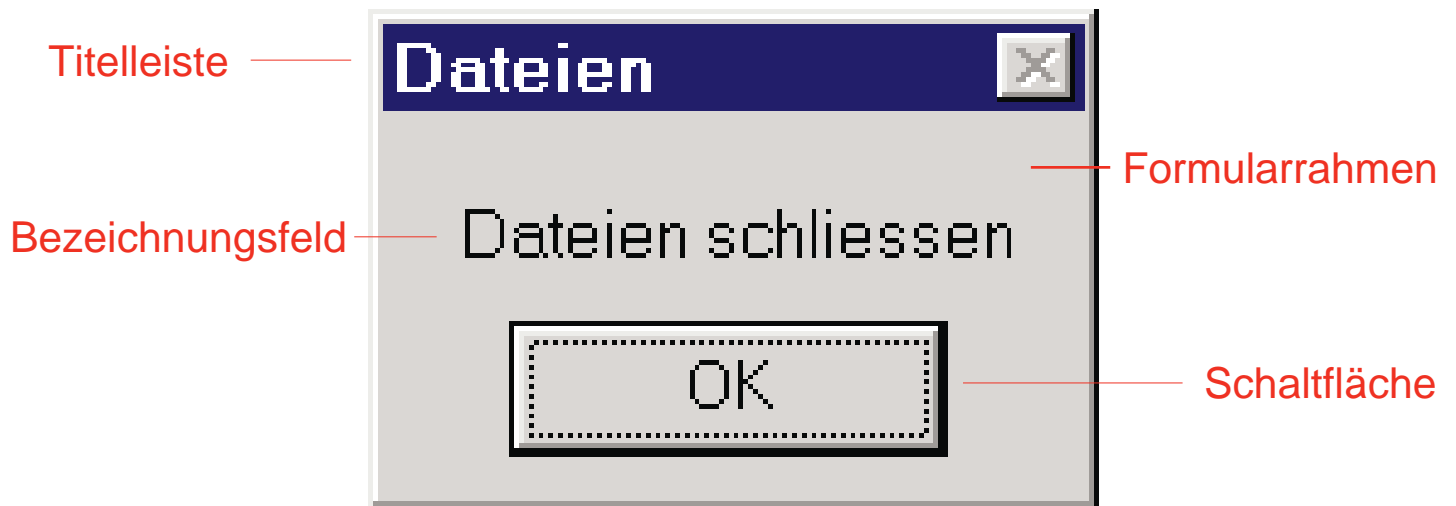 Titelleiste
Dateien
Formularrahmen
Bezeichnungsfeld
Dateien schliessen
OK
Schaltfläche